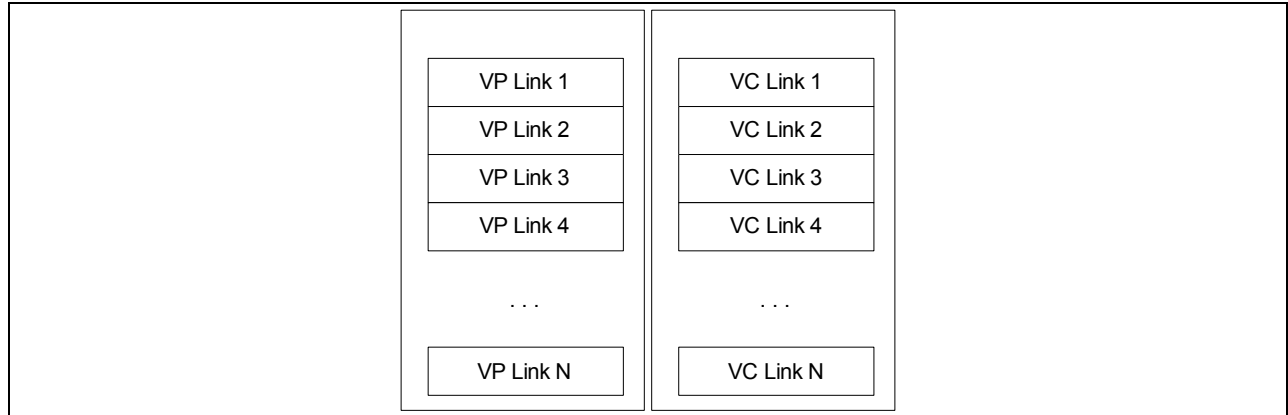 VP Link 1
VP Link 2
VP Link 3
VP Link 4
. . .
VP Link N
VC Link 1
VC Link 2
VC Link 3
VC Link 4
. . .
VC Link N